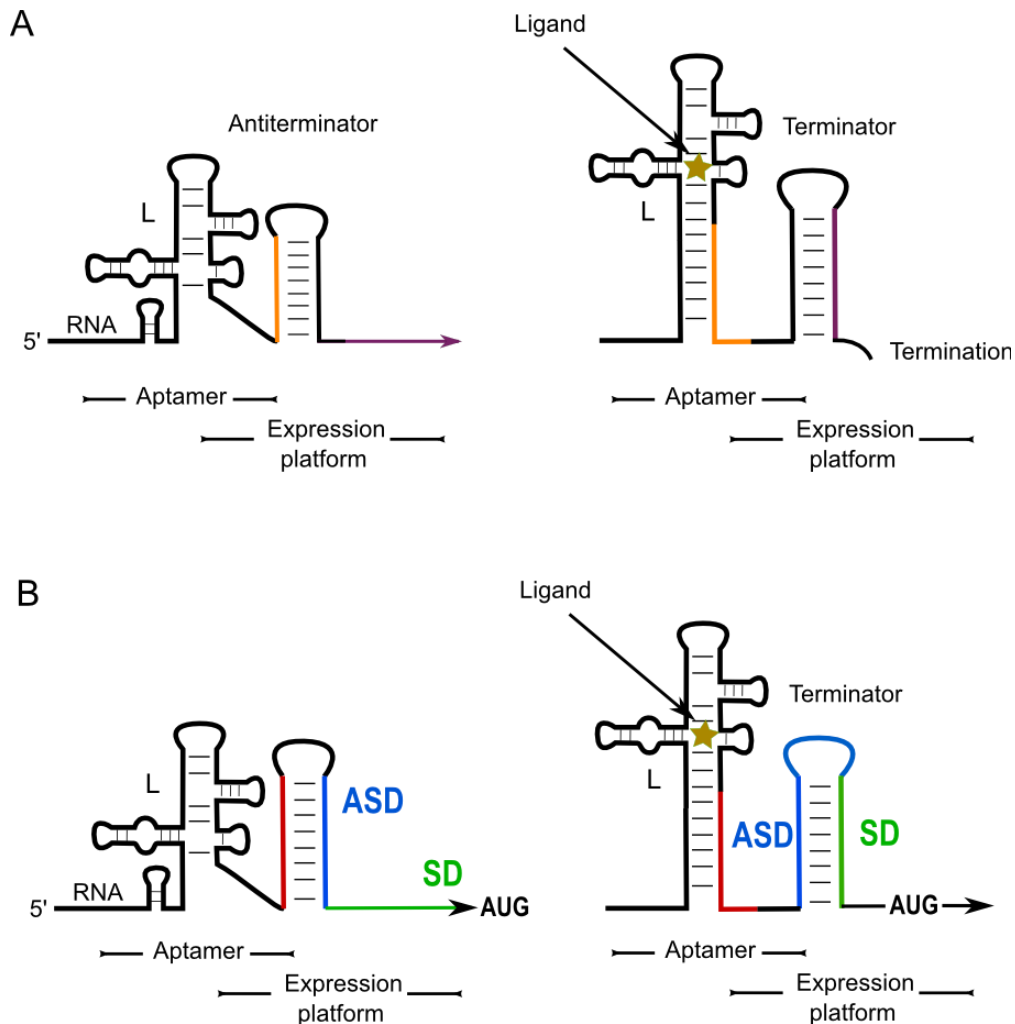 A
Ligand
Antiterminator
Terminator
L
L
RNA
5'
Termination
Aptamer
Aptamer
Expression
platform
Expression
platform
B
Ligand
Terminator
L
L
ASD
SD
ASD
SD
RNA
5'
AUG
AUG
Aptamer
Aptamer
Expression
platform
Expression
platform